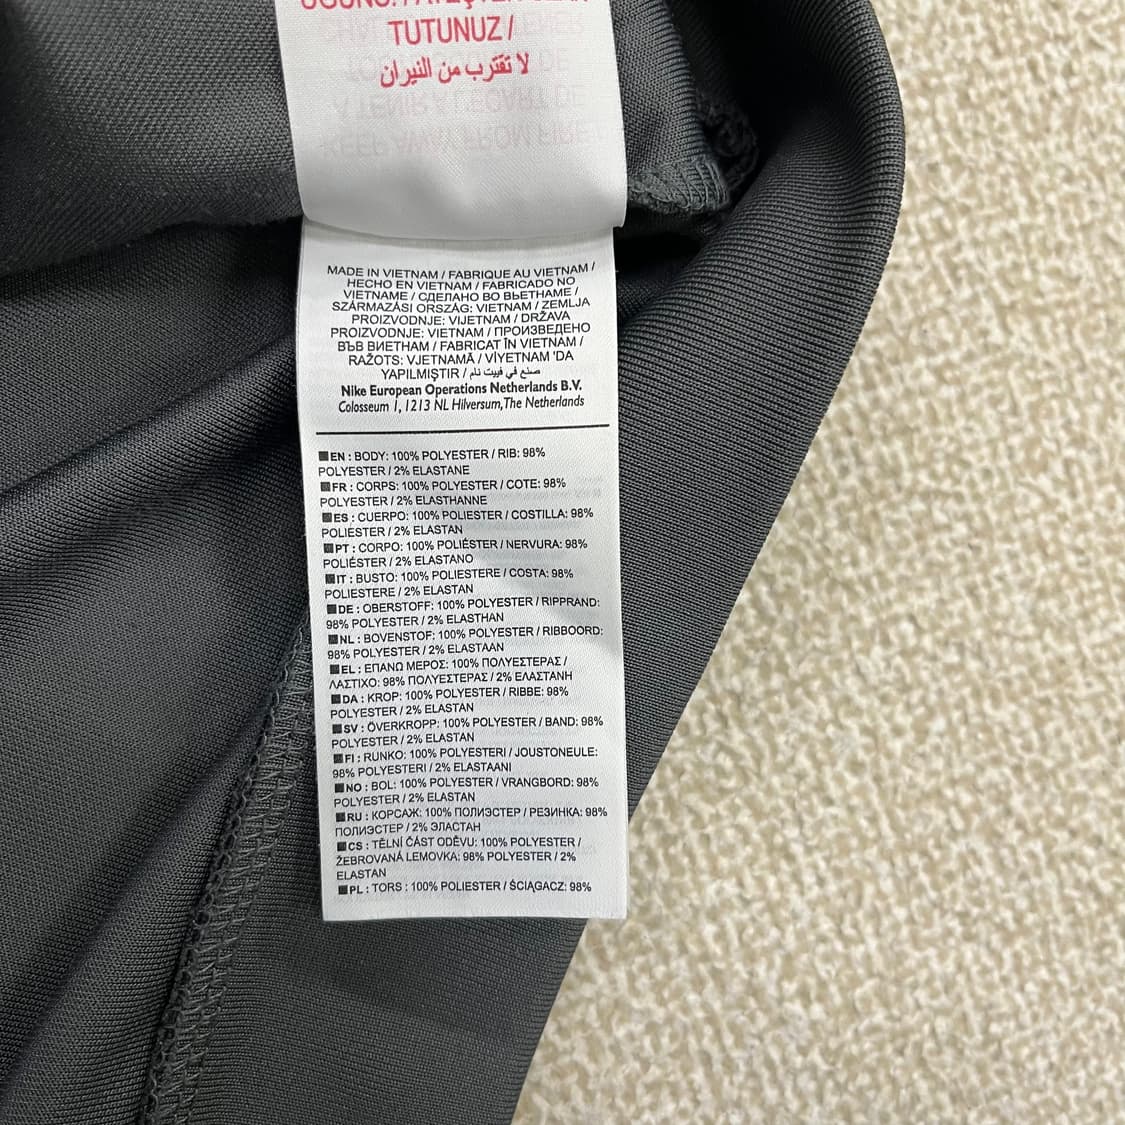 TUTUNUZ /
لا تقترب من النيران
KEEP AWAY FROM FIRE
MADE IN VIETNAM / FABRIQUE AU VIETNAM /
HECHO EN VIETNAM / FABRICADO NO
VIETNAME / СДЕЛАНО ВО ВЬЕТНАМЕ /
SZÁRMAZÁSI ORSZÁG: VIETNAM / ZEMLJA
PROIZVODNJE: VIJETNAM / DRŽAVA
PROIZVODNJE: VIETNAM / ПРОИЗВЕДЕНО
ВЪВ ВИЕТНАМ / FABRICAT ÎN VIETNAM /
RAŽOTS: VJETNAMĀ / VİYETNAM 'DA
YAPILMIŞTIR / صنع في فييت نام
Nike European Operations Netherlands B.V.
Colosseum 1, 1213 NL Hilversum, The Netherlands
■EN : BODY: 100% POLYESTER / RIB: 98%
POLYESTER / 2% ELASTANE
■FR : CORPS: 100% POLYESTER / COTE: 98%
POLYESTER / 2% ELASTHANNE
■ES : CUERPO: 100% POLIÉSTER / COSTILLA: 98%
POLIÉSTER / 2% ELASTAN
■PT : CORPO: 100% POLIÉSTER / NERVURA: 98%
POLIÉSTER / 2% ELASTANO
■IT : BUSTO: 100% POLIESTERE / COSTA: 98%
POLIESTERE / 2% ELASTAN
■DE : OBERSTOFF: 100% POLYESTER / RIPPRAND:
98% POLYESTER / 2% ELASTHAN
■NL : BOVENSTOF: 100% POLYESTER / RIBBOORD:
98% POLYESTER / 2% ELASTAAN
■EL : ΕΠΑΝΩ ΜΕΡΟΣ: 100% ΠΟΛΥΕΣΤΕΡΑΣ /
ΛΑΣΤΙΧΟ: 98% ΠΟΛΥΕΣΤΕΡΑΣ / 2% ΕΛΑΣΤΑΝΗ
■DA : KROP: 100% POLYESTER / RIBBE: 98%
POLYESTER / 2% ELASTAN
■SV : ÖVERKROPP: 100% POLYESTER / BAND: 98%
POLYESTER / 2% ELASTAN
■FI : RUNKO: 100% POLYESTERI / JOUSTONEULE:
98% POLYESTERI / 2% ELASTAANI
■NO : BOL: 100% POLYESTER / VRANGBORD: 98%
POLYESTER / 2% ELASTAN
■RU : КОРСАЖ: 100% ПОЛИЭСТЕР / РЕЗИНКА: 98%
ПОЛИЭСТЕР / 2% ЭЛАСТАН
■CS : TĚLNÍ ČÁST ODĚVU: 100% POLYESTER /
ŽEBROVANÁ LEMOVKA: 98% POLYESTER / 2%
ELASTAN
■PL : TORS : 100% POLIESTER / ŚCIĄGACZ: 98%